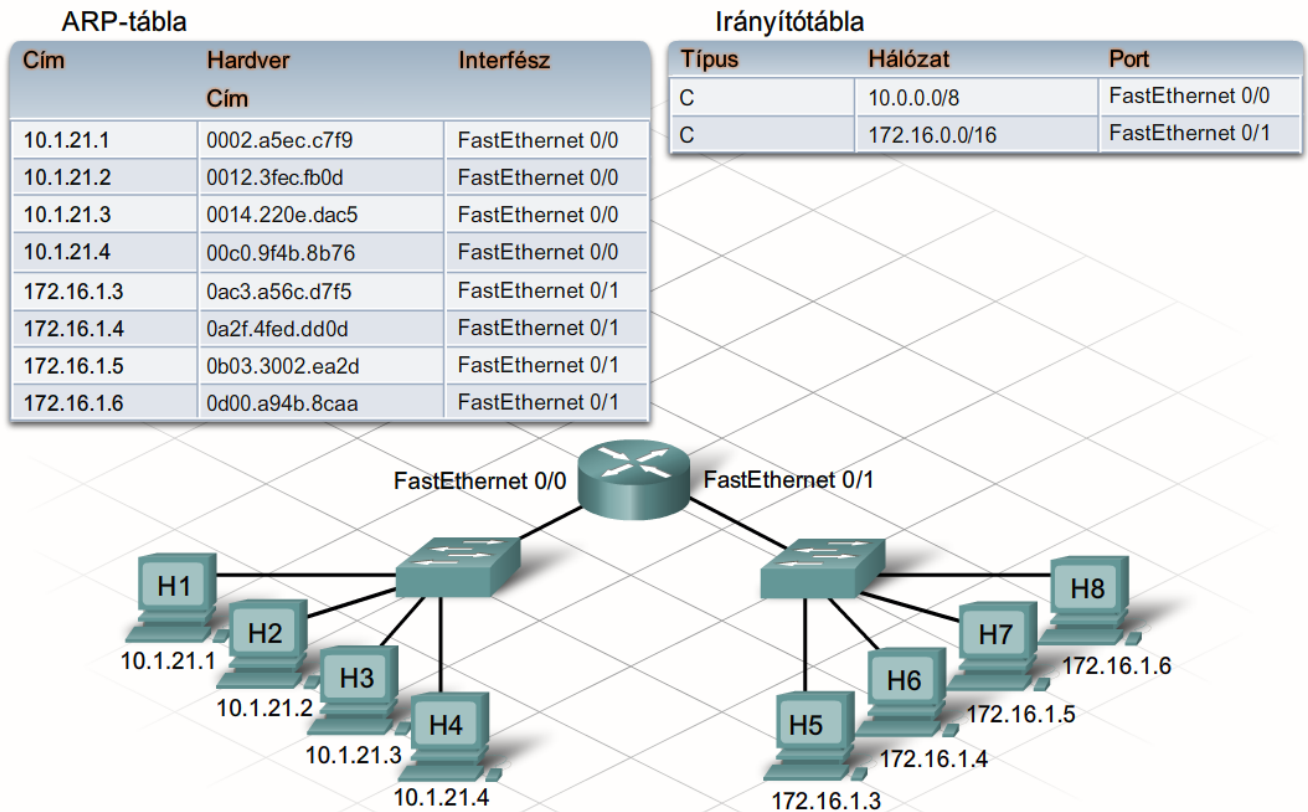 ARP-tábla
Cím Hardver Interfész
Cím
10.1.21.1 0002.a5ec.c7f9 FastEthernet 0/0
10.1.21.2 0012.3fec.fb0d FastEthernet 0/0
10.1.21.3 0014.220e.dac5 FastEthernet 0/0
10.1.21.4 00c0.9f4b.8b76 FastEthernet 0/0
172.16.1.3 0ac3.a56c.d7f5 FastEthernet 0/1
172.16.1.4 0a2f.4fed.dd0d FastEthernet 0/1
172.16.1.5 0b03.3002.ea2d FastEthernet 0/1
172.16.1.6 0d00.a94b.8caa FastEthernet 0/1
Irányítótábla
Típus Hálózat Port
C 10.0.0.0/8 FastEthernet 0/0
C 172.16.0.0/16 FastEthernet 0/1
FastEthernet 0/0
FastEthernet 0/1
H1
10.1.21.1
H2
10.1.21.2
H3
10.1.21.3
H4
10.1.21.4
H5
172.16.1.3
H6
172.16.1.4
H7
172.16.1.5
H8
172.16.1.6